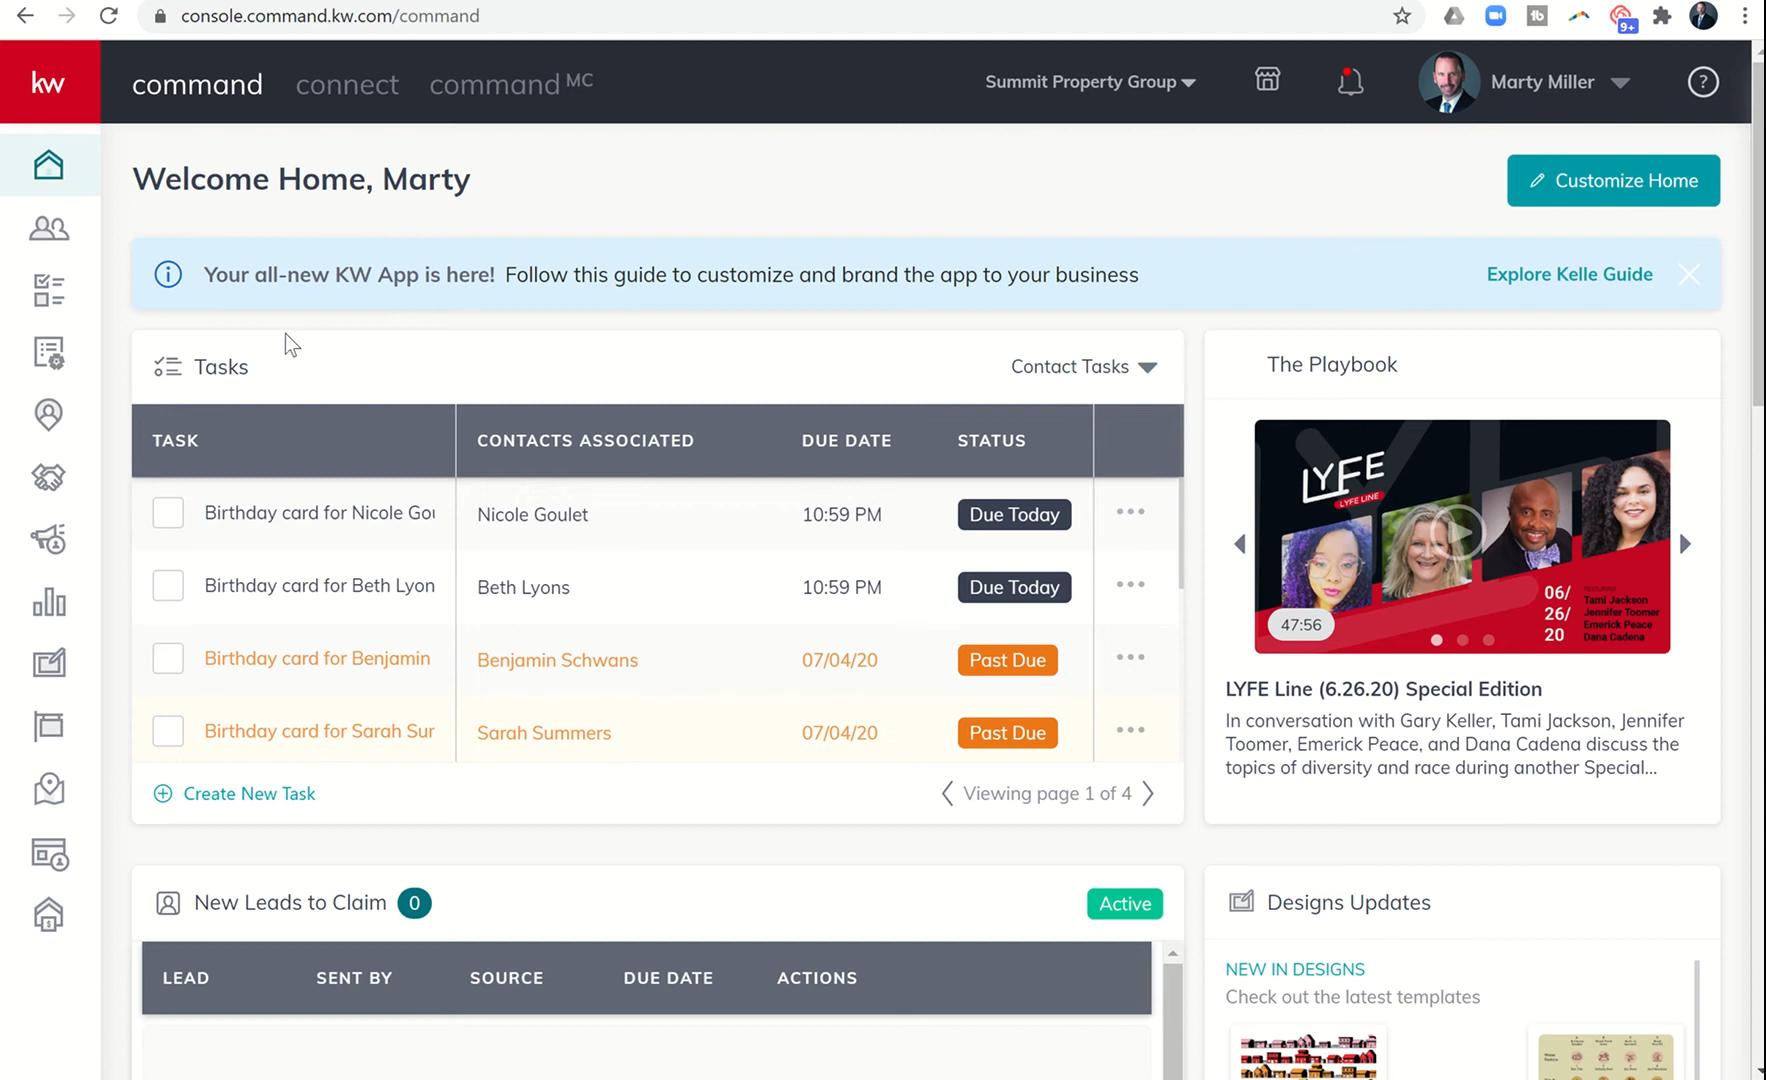 console.command.kw.com/command
9+
kw
command
connect
command MC
Summit Property Group
Marty Miller
Welcome Home, Marty
Customize Home
Your all-new KW App is here! Follow this guide to customize and brand the app to your business
Explore Kelle Guide
Tasks
Contact Tasks
TASK CONTACTS ASSOCIATED DUE DATE STATUS
Birthday card for Nicole Gou Nicole Goulet 10:59 PM Due Today
Birthday card for Beth Lyon Beth Lyons 10:59 PM Due Today
Birthday card for Benjamin Benjamin Schwans 07/04/20 Past Due
Birthday card for Sarah Sur Sarah Summers 07/04/20 Past Due
Create New Task
Viewing page 1 of 4
The Playbook
LYFE
LYFE LINE
47:56
06/
26/
20
Tami Jackson
Jennifer Toomer
Emerick Peace
Dana Cadena
LYFE Line (6.26.20) Special Edition
In conversation with Gary Keller, Tami Jackson, Jennifer
Toomer, Emerick Peace, and Dana Cadena discuss the
topics of diversity and race during another Special...
New Leads to Claim 0
Active
LEAD SENT BY SOURCE DUE DATE ACTIONS
Designs Updates
NEW IN DESIGNS
Check out the latest templates